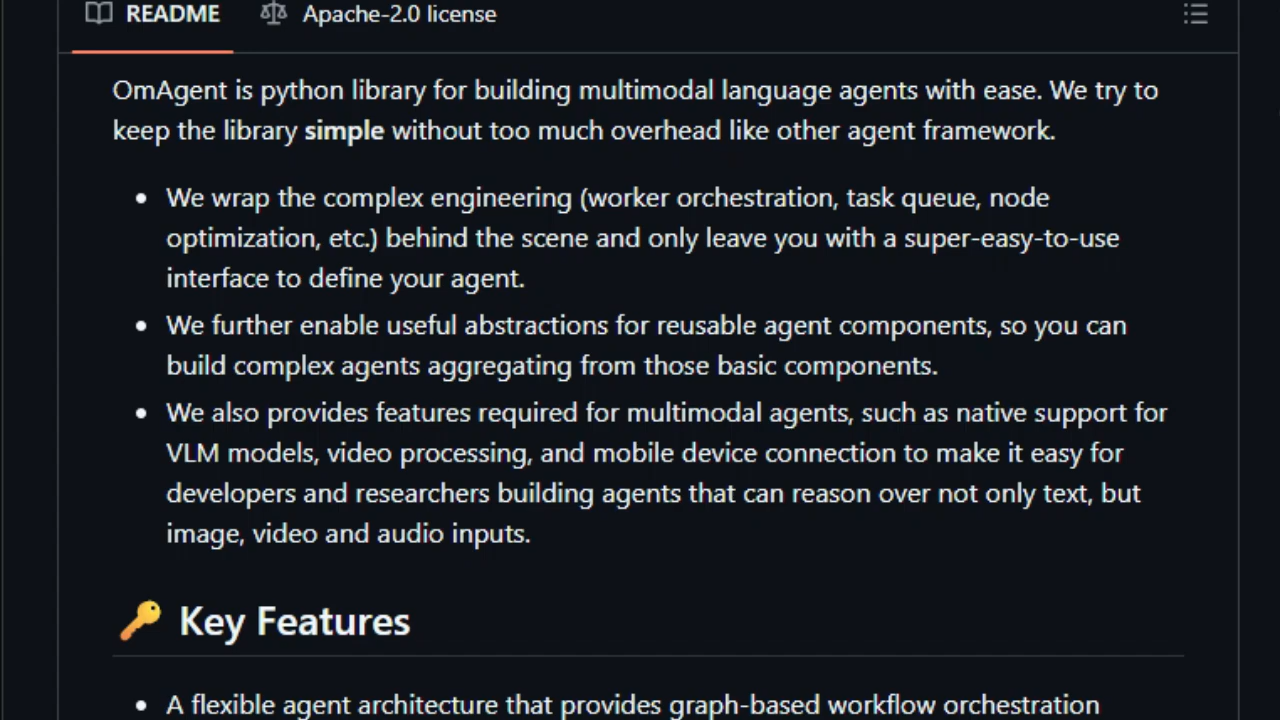 README
Apache-2.0 license
OmAgent is python library for building multimodal language agents with ease. We try to
keep the library simple without too much overhead like other agent framework.
• We wrap the complex engineering (worker orchestration, task queue, node
optimization, etc.) behind the scene and only leave you with a super-easy-to-use
interface to define your agent.
• We further enable useful abstractions for reusable agent components, so you can
build complex agents aggregating from those basic components.
• We also provides features required for multimodal agents, such as native support for
VLM models, video processing, and mobile device connection to make it easy for
developers and researchers building agents that can reason over not only text, but
image, video and audio inputs.
🔑 Key Features
• A flexible agent architecture that provides graph-based workflow orchestration